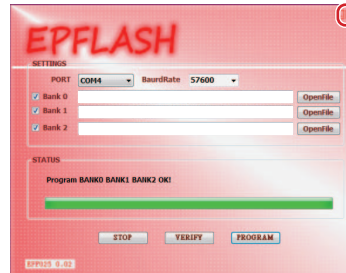 EPFLASH
SETTINGS
PORT COM4 BaurdRate 57600
Bank 0 OpenFile
Bank 1 OpenFile
Bank 2 OpenFile
STATUS
Program BANK0 BANK1 BANK2 OK!
STOP VERIFY PROGRAM
EPP125 0.02